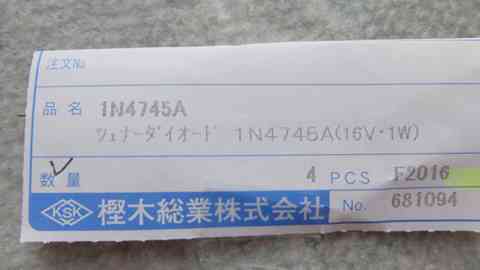 注文No
品名 1N4745A
ツェナーダイオード 1N4745A(16V・1W)
数量 4 PCS F2016
KSK 樫木総業株式会社 No. 681094